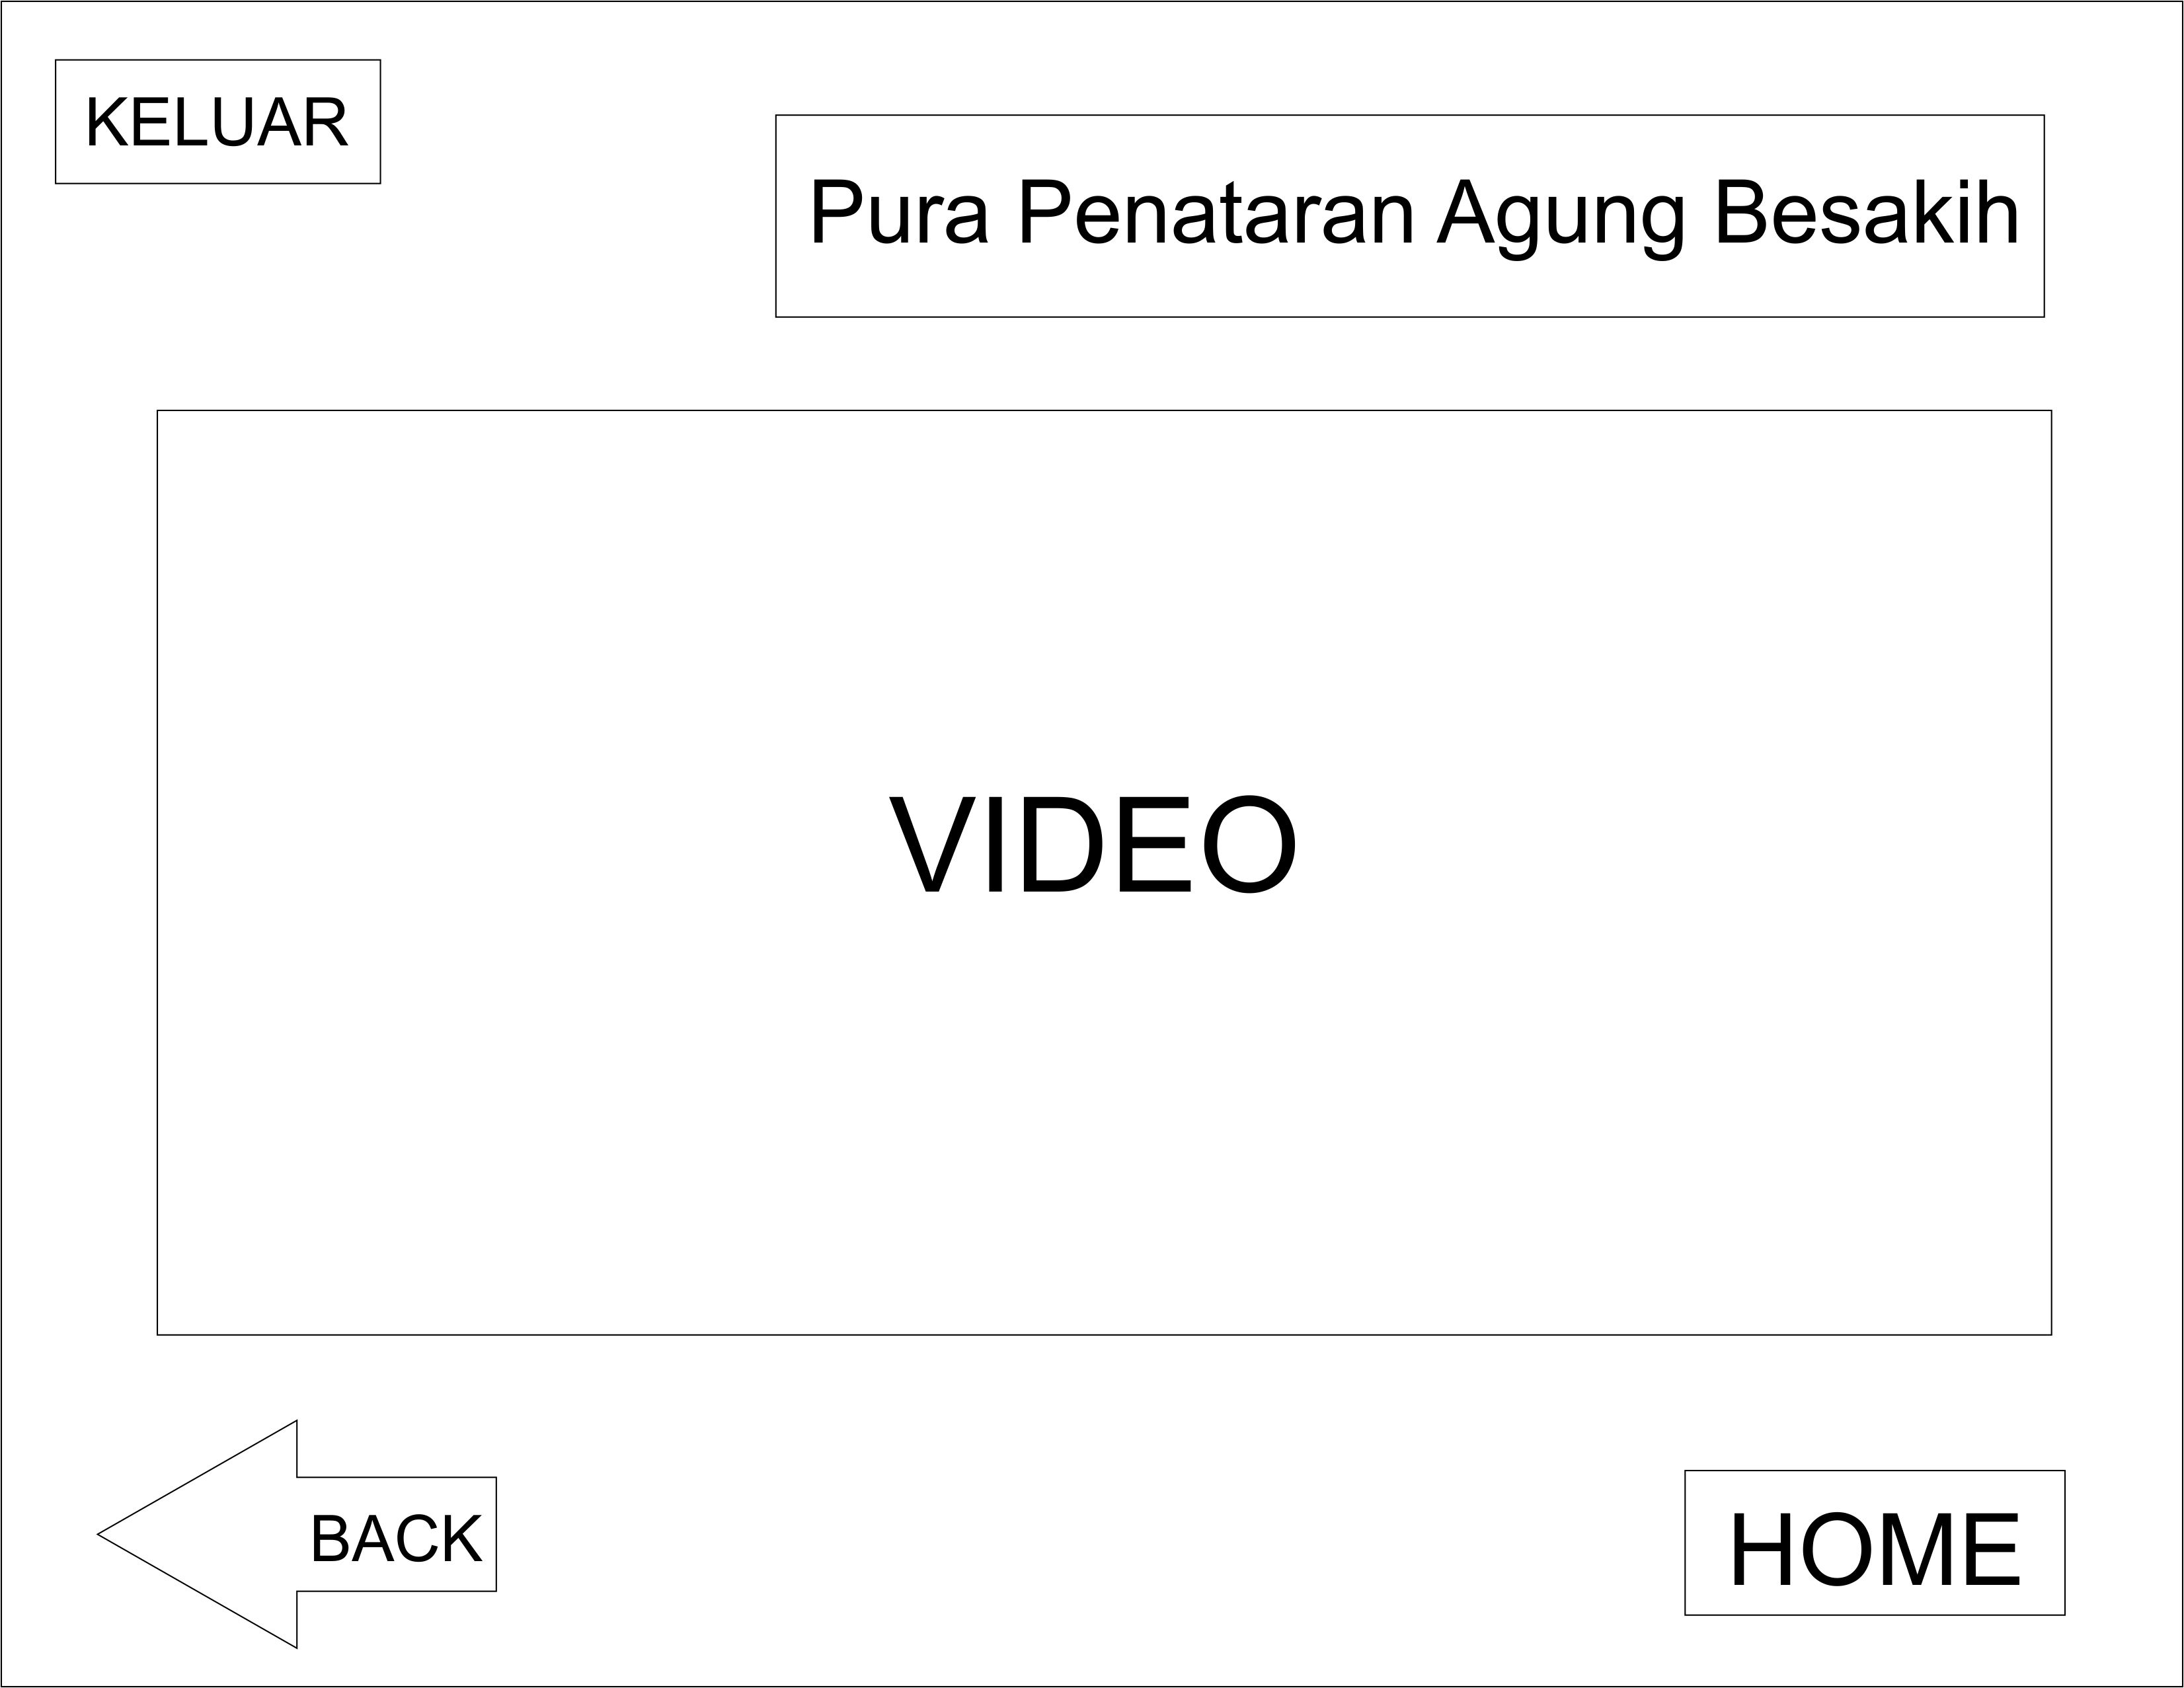 KELUAR
Pura Penataran Agung Besakih
VIDEO
BACK
HOME